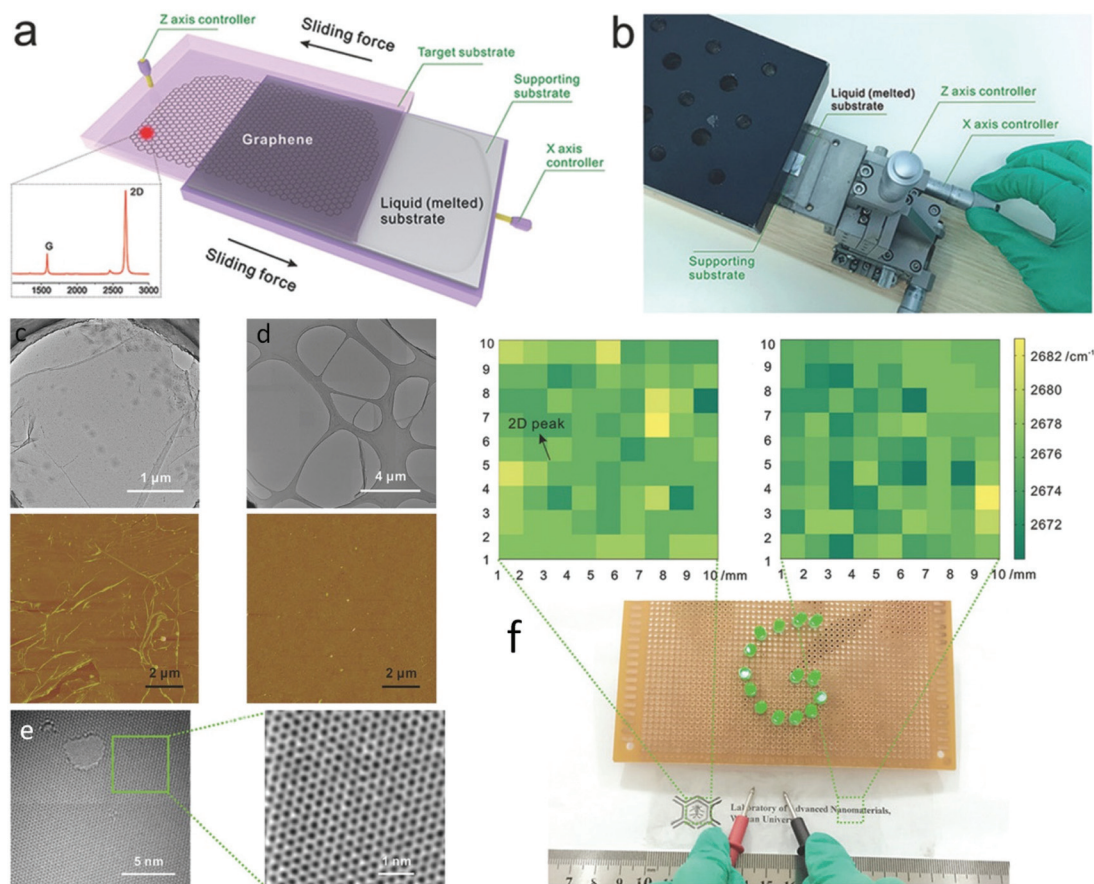 a
Z axis controller
Sliding force
Target substrate
Supporting substrate
Graphene
X axis controller
Liquid (melted) substrate
Sliding force
2D
G
1500 2000 2500 3000
b
Liquid (melted) substrate
Z axis controller
X axis controller
Supporting substrate
c
1 μm
2 μm
d
4 μm
2 μm
e
5 nm
1 nm
10
9
8
7
6
5
4
3
2
1
2D peak
1 2 3 4 5 6 7 8 9 10 /mm
10
9
8
7
6
5
4
3
2
1
1 2 3 4 5 6 7 8 9 10 /mm
2682 /cm⁻¹
2680
2678
2676
2674
2672
f
Laboratory of Advanced Nanomaterials,
7 8 9 10